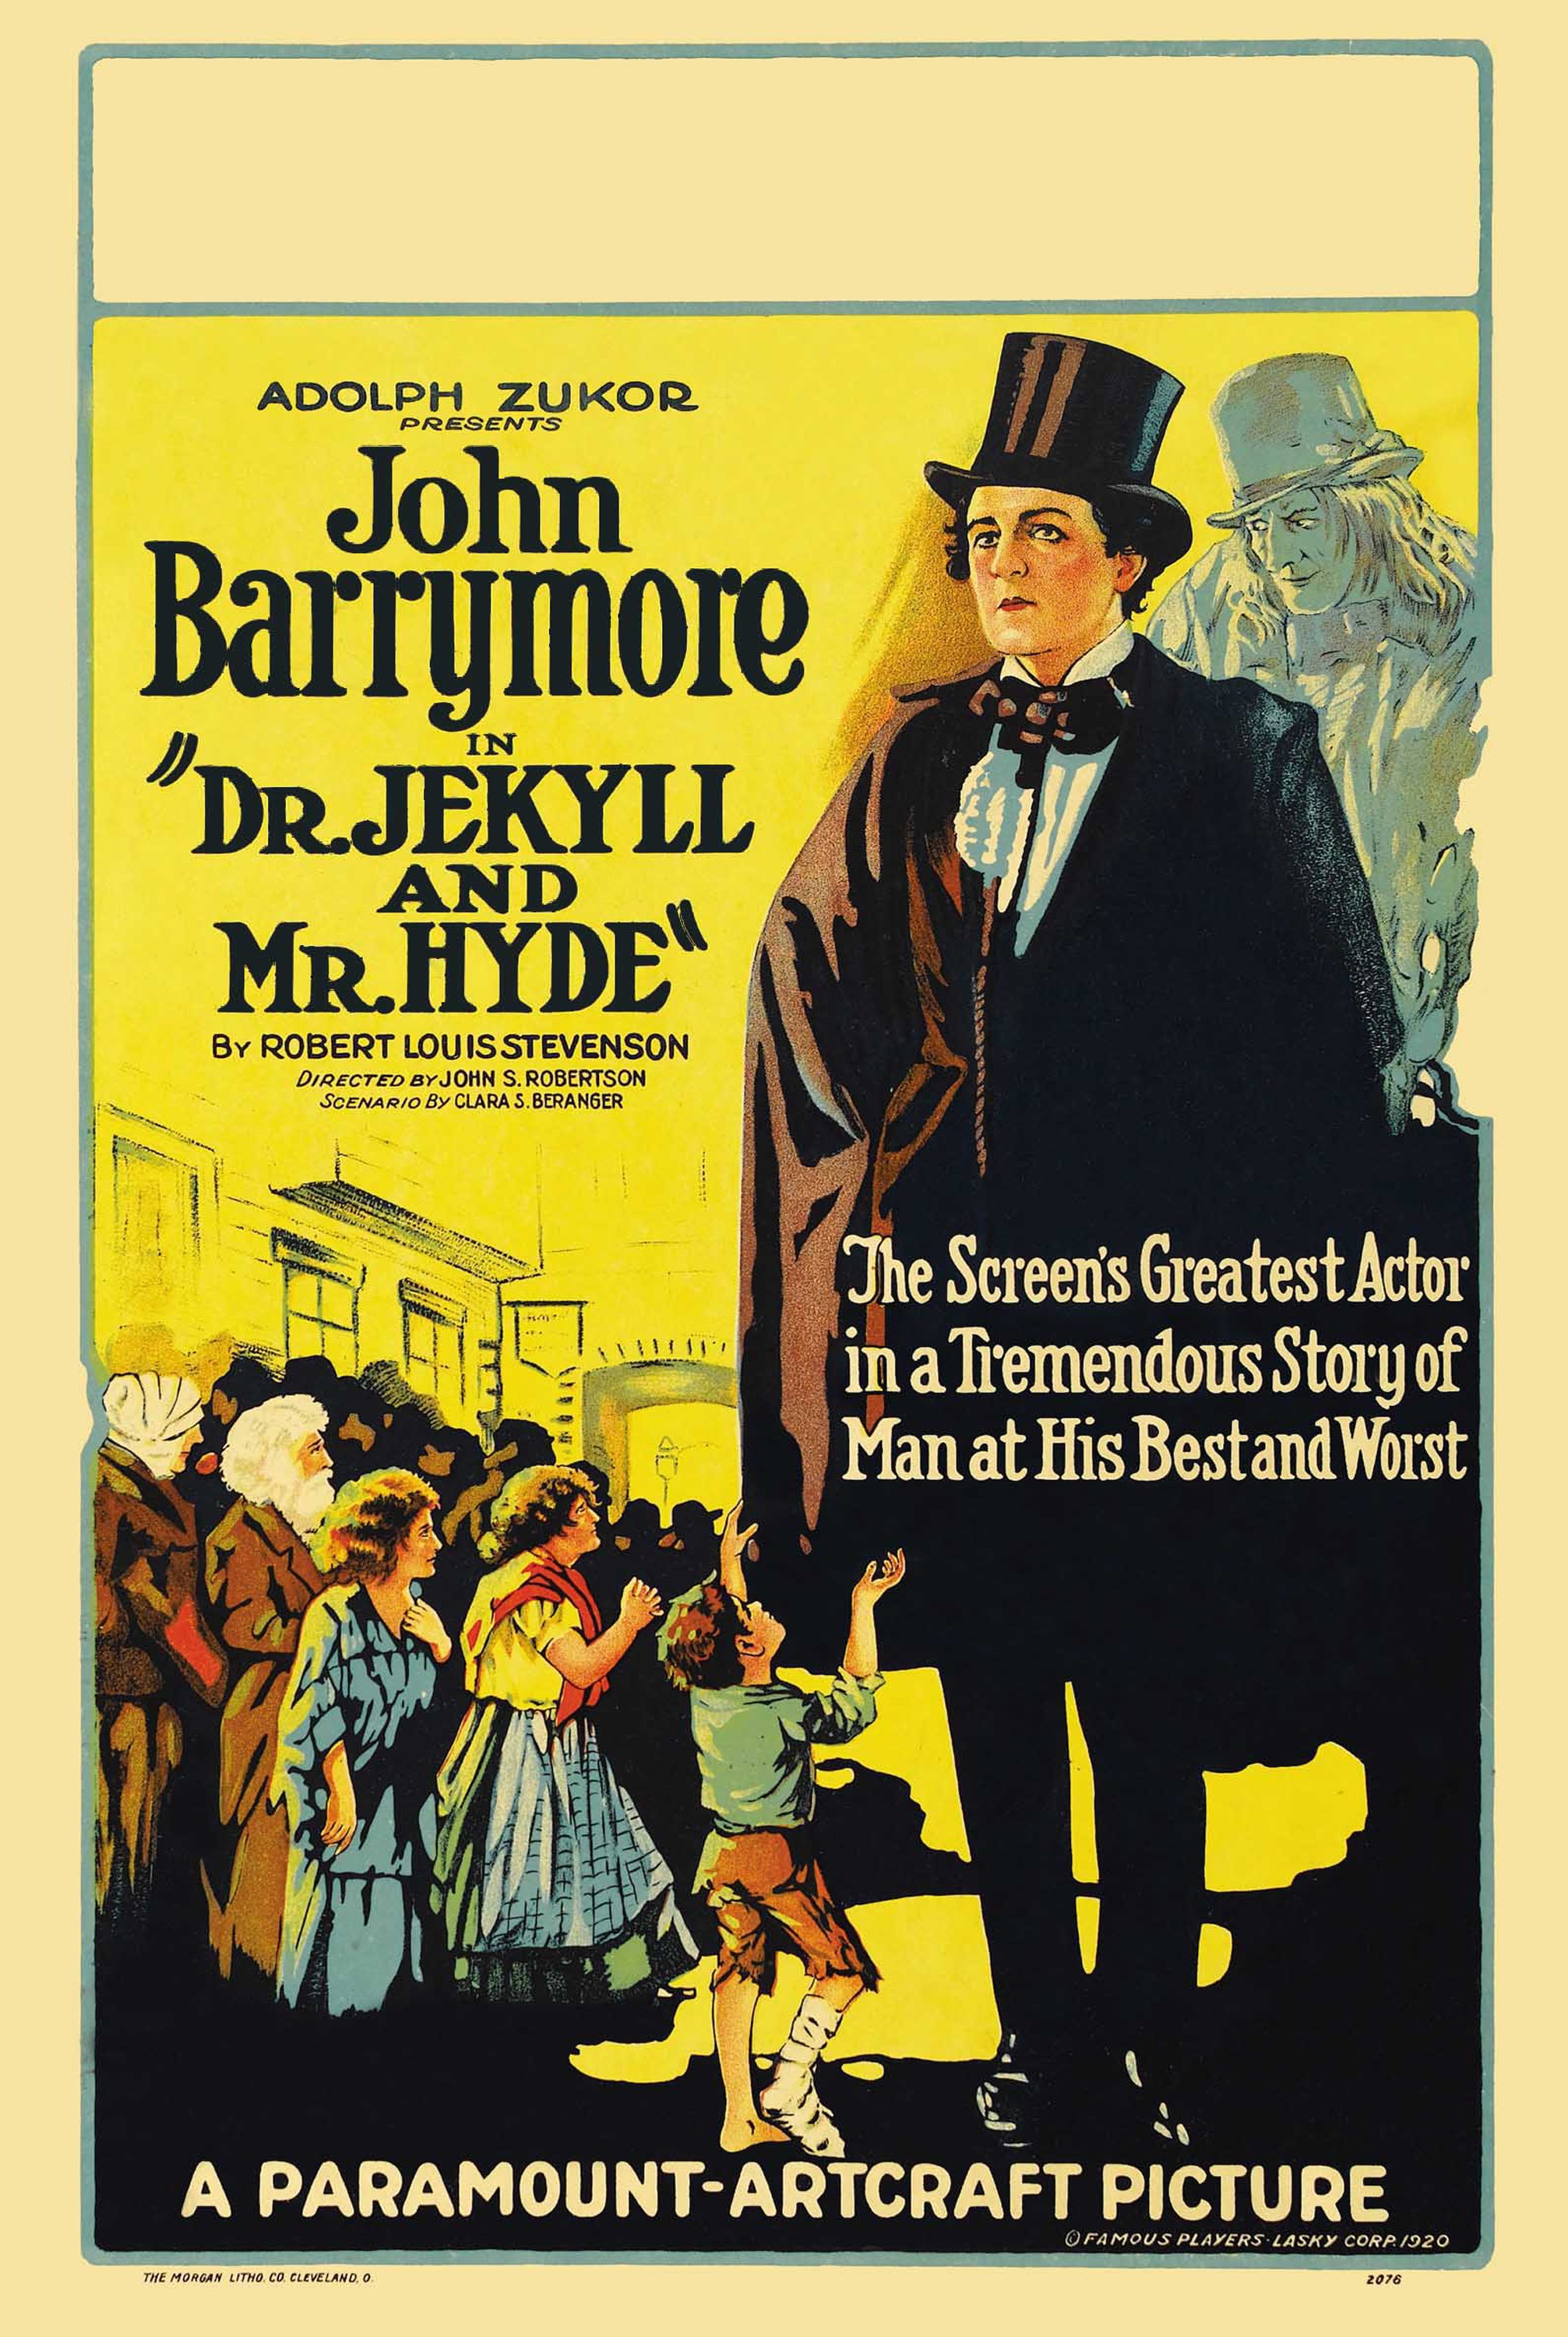 ADOLPH ZUKOR
PRESENTS
John
Barrymore
IN
"DR. JEKYLL
AND
MR. HYDE"
BY ROBERT LOUIS STEVENSON
DIRECTED BY JOHN S. ROBERTSON
SCENARIO BY CLARA S. BERANGER
The Screen's Greatest Actor
in a Tremendous Story of
Man at His Best and Worst
A PARAMOUNT-ARTCRAFT PICTURE
© FAMOUS PLAYERS-LASKY CORP. 1920
THE MORGAN LITHO. CO. CLEVELAND, O.
2076